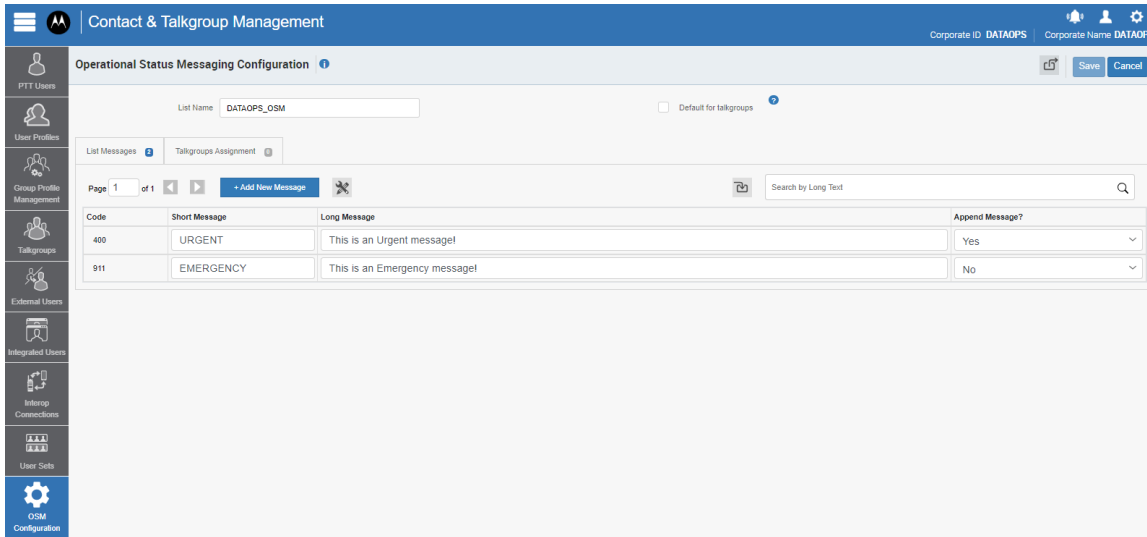 Contact & Talkgroup Management
Corporate ID DATAOPS
Corporate Name DATAOP
PTT Users
Operational Status Messaging Configuration
Save
Cancel
List Name
DATAOPS_OSM
Default for talkgroups
User Profiles
List Messages 2
Talkgroups Assignment 0
Group Profile
Management
Page 1 of 1
+ Add New Message
Search by Long Text
Code
Short Message
Long Message
Append Message?
400
URGENT
This is an Urgent message!
Yes
911
EMERGENCY
This is an Emergency message!
No
Talkgroups
External Users
Integrated Users
Interop
Connections
User Sets
OSM
Configuration